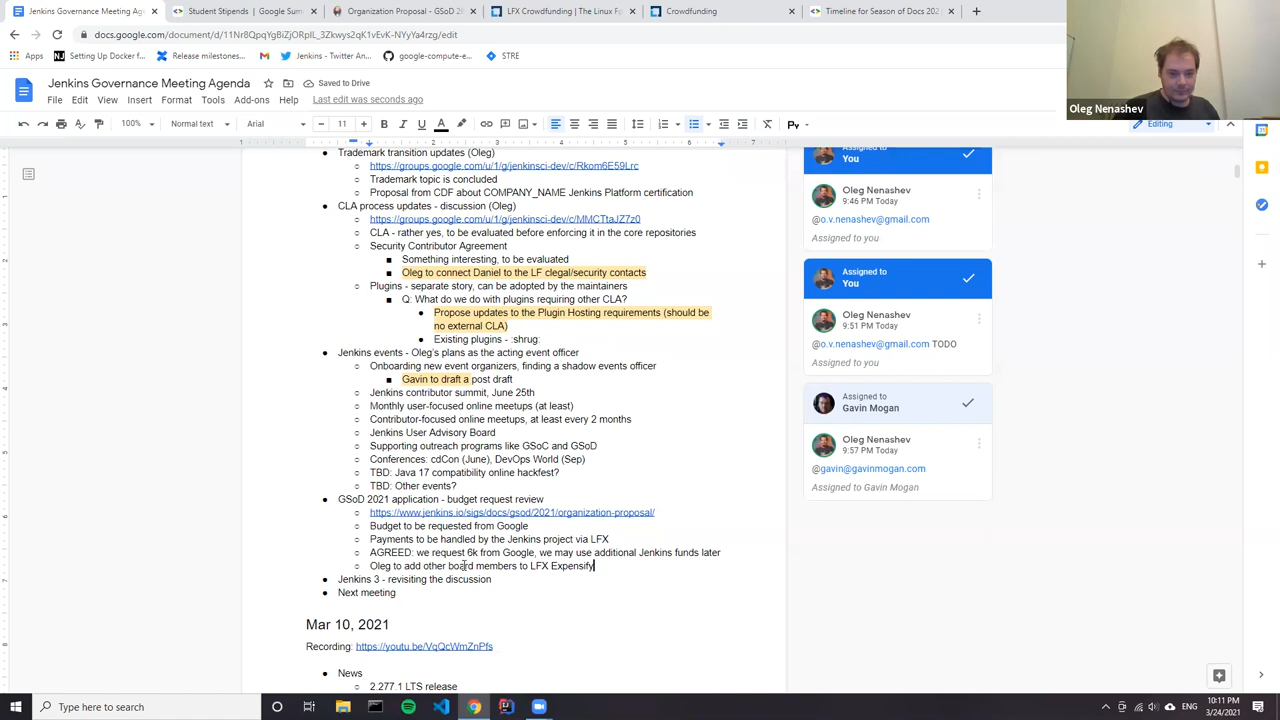 Jenkins Governance Meeting Age
Student Stipends | Google Sum
Organization Proposal - GSoD 2
LFX Crowdfunding | The Linux Fo
Crowdfunding
Timeline for Season of Docs 202
docs.google.com/document/d/11Nr8QpqYgBiZjORpIL_3Zkwys2qK1vEvK-NYyYa4rzg/edit
Apps
Setting Up Docker f...
Release milestones...
Jenkins - Twitter An...
google-compute-e...
STRE
Oleg Nenashev
Jenkins Governance Meeting Agenda
Saved to Drive
File Edit View Insert Format Tools Add-ons Help Last edit was seconds ago
100% Normal text Arial 11 Editing
Trademark transition updates (Oleg)
https://groups.google.com/u/1/g/jenkinsci-dev/c/Rkom6E59Lrc
Trademark topic is concluded
Proposal from CDF about COMPANY_NAME Jenkins Platform certification
CLA process updates - discussion (Oleg)
https://groups.google.com/u/1/g/jenkinsci-dev/c/MMCTtaJZ7z0
CLA - rather yes, to be evaluated before enforcing it in the core repositories
Security Contributor Agreement
Something interesting, to be evaluated
Oleg to connect Daniel to the LF clegal/security contacts
Plugins - separate story, can be adopted by the maintainers
Q: What do we do with plugins requiring other CLA?
Propose updates to the Plugin Hosting requirements (should be
no external CLA)
Existing plugins - :shrug:
Jenkins events - Oleg's plans as the acting event officer
Onboarding new event organizers, finding a shadow events officer
Gavin to draft a post draft
Jenkins contributor summit, June 25th
Monthly user-focused online meetups (at least)
Contributor-focused online meetups, at least every 2 months
Jenkins User Advisory Board
Supporting outreach programs like GSoC and GSoD
Conferences: cdCon (June), DevOps World (Sep)
TBD: Java 17 compatibility online hackfest?
TBD: Other events?
GSoD 2021 application - budget request review
https://www.jenkins.io/sigs/docs/gsod/2021/organization-proposal/
Budget to be requested from Google
Payments to be handled by the Jenkins project via LFX
AGREED: we request 6k from Google, we may use additional Jenkins funds later
Oleg to add other board members to LFX Expensify
Jenkins 3 - revisiting the discussion
Next meeting
Mar 10, 2021
Recording: https://youtu.be/VqQcWmZnPfs
News
2.277.1 LTS release
Assigned to
You
Oleg Nenashev
9:46 PM Today
@o.v.nenashev@gmail.com
Assigned to you
Assigned to
You
Oleg Nenashev
9:51 PM Today
@o.v.nenashev@gmail.com TODO
Assigned to you
Assigned to
Gavin Mogan
Oleg Nenashev
9:57 PM Today
@gavin@gavinmogan.com
Assigned to Gavin Mogan
Type here to search
ENG
10:11 PM
3/24/2021